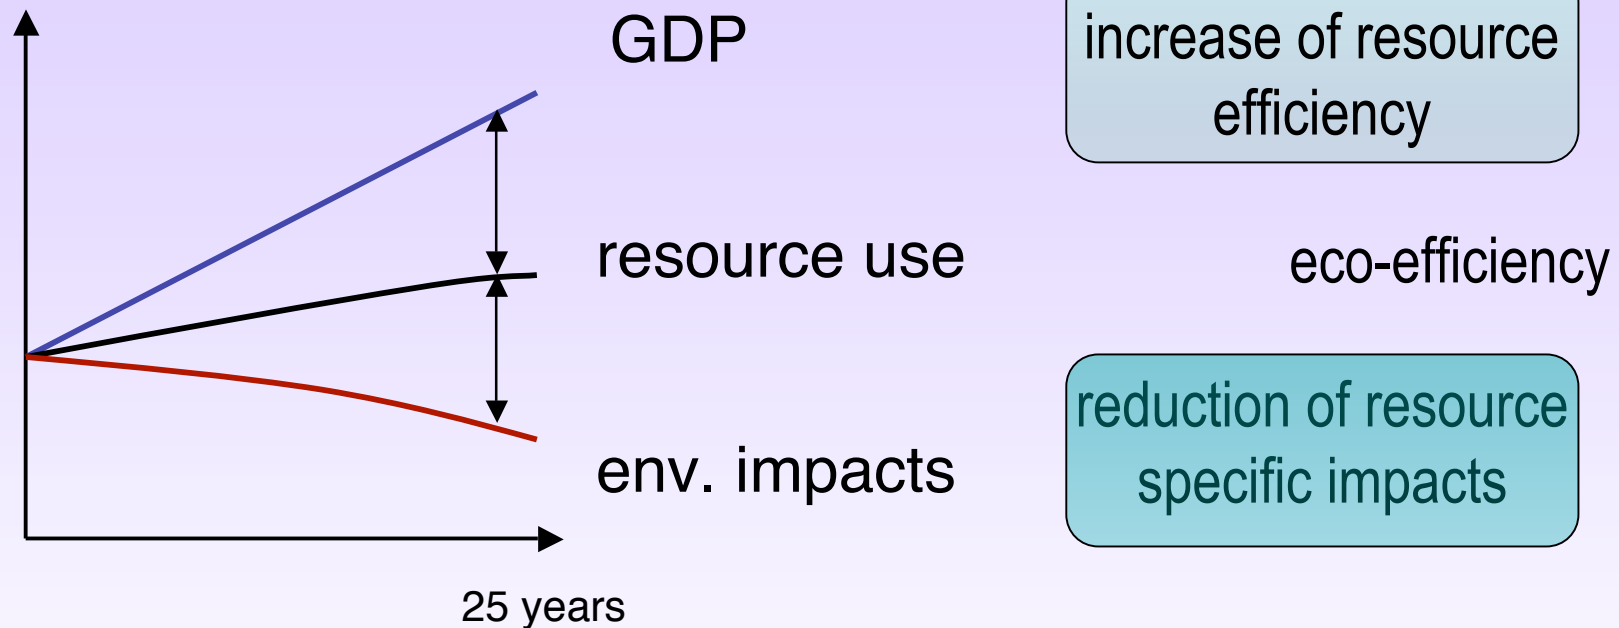 GDP
increase of resource
efficiency
resource use
eco-efficiency
env. impacts
reduction of resource
specific impacts
25 years